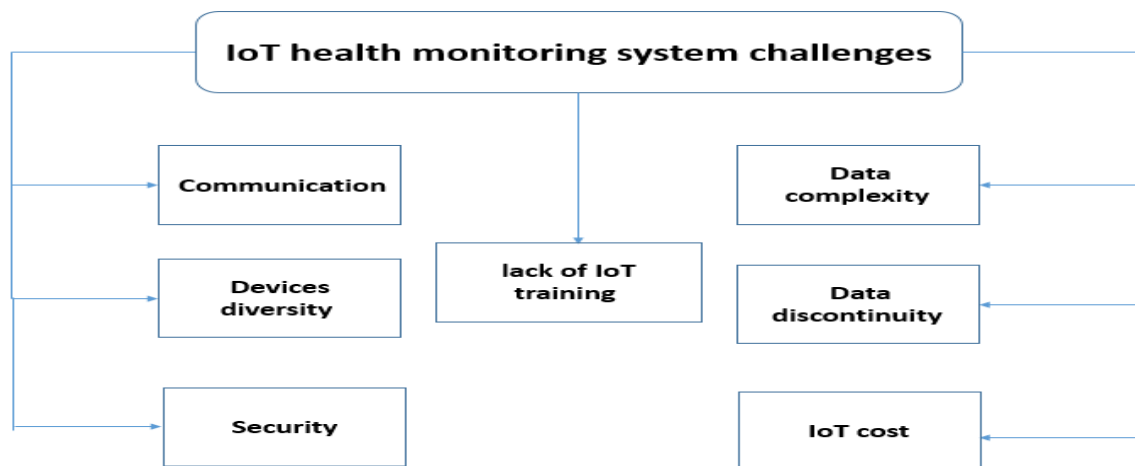 IoT health monitoring system challenges
Communication
Devices
diversity
Security
lack of IoT
training
Data
complexity
Data
discontinuity
IoT cost